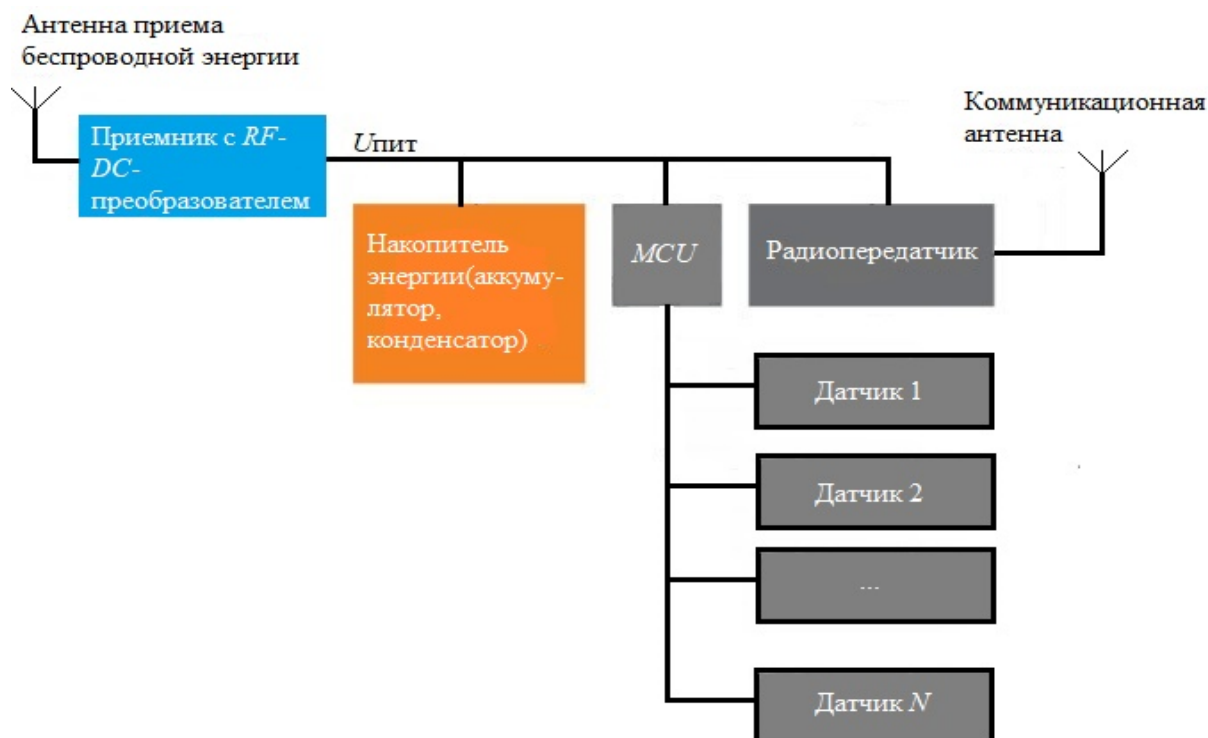 Антенна приема
беспроводной энергии
Приемник с RF-
DC-
преобразователем
Uпит
Коммуникационная
антенна
Накопитель
энергии(аккуму-
лятор,
конденсатор)
MCU
Радиопередатчик
Датчик 1
Датчик 2
...
Датчик N